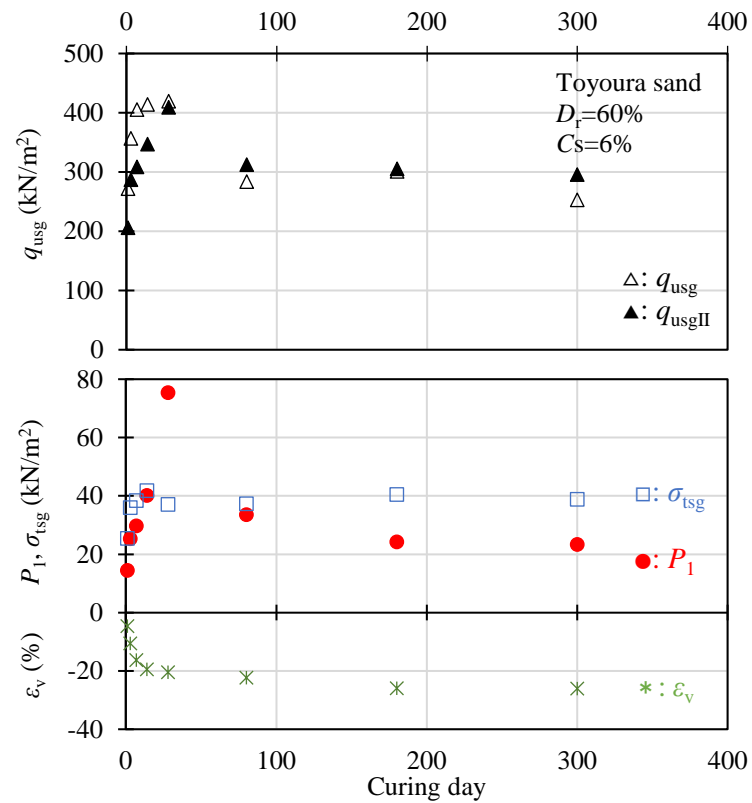 0 100 200 300 400
500
400
300
200
100
0
q_usg (kN/m²)
Toyoura sand
D_r=60%
Cs=6%
△: q_usg
▲: q_usgII
80
60
40
20
0
-20
-40
P_1, σ_tsg (kN/m²)
ε_v (%)
□: σ_tsg
●: P_1
*: ε_v
0 100 200 300 400
Curing day